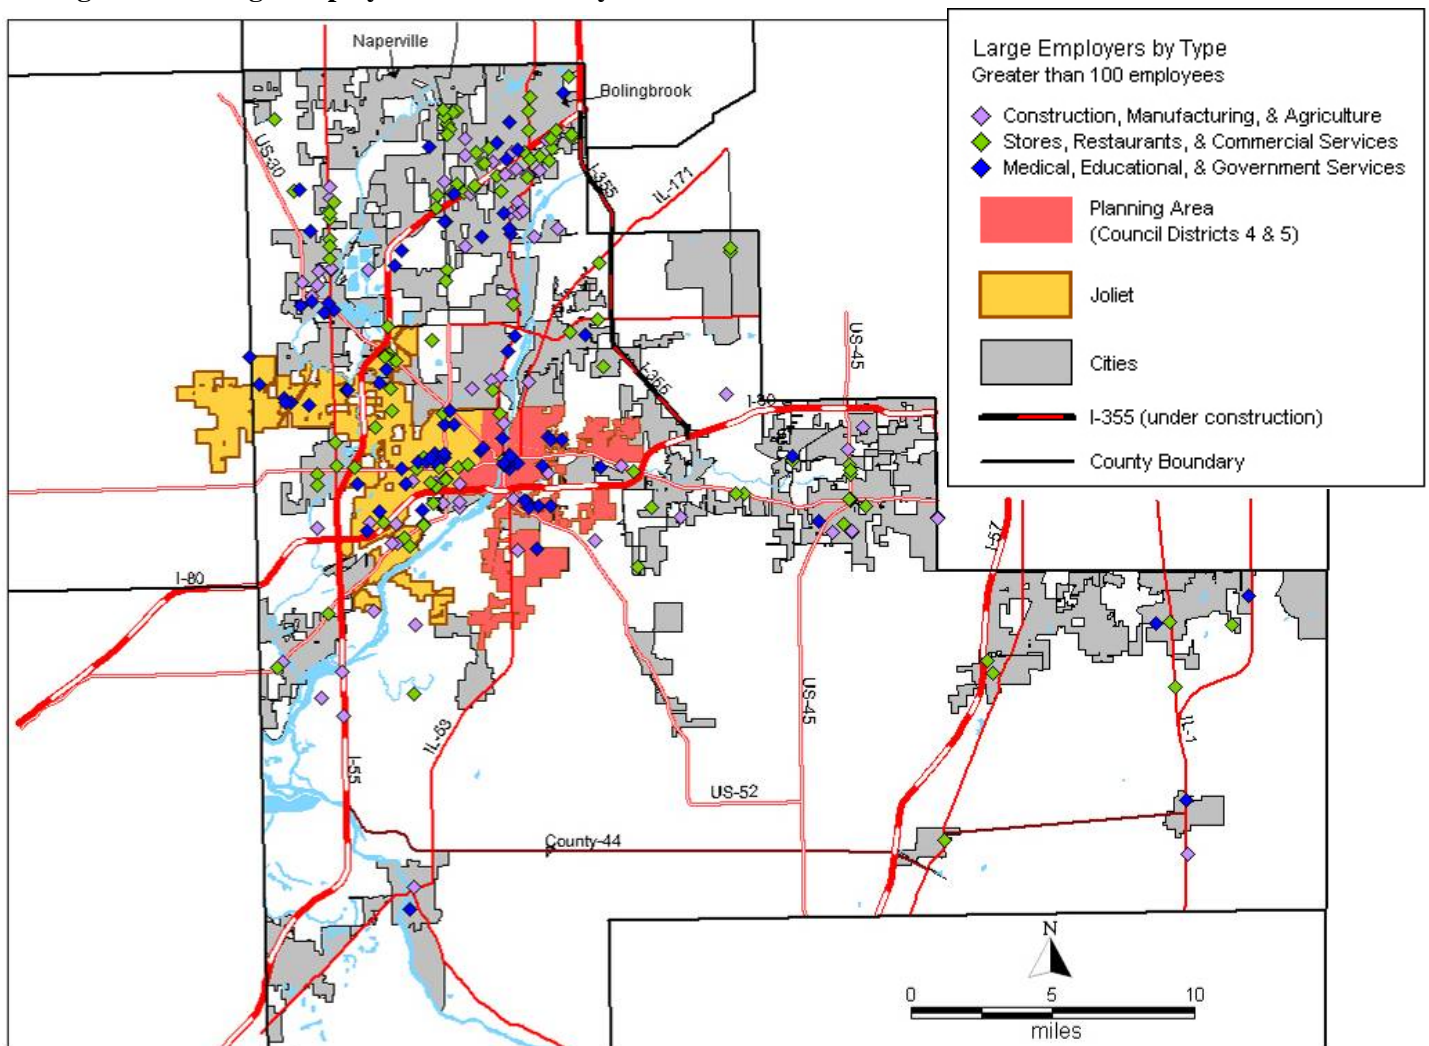 Naperville
Bolingbrook
Large Employers by Type
Greater than 100 employees
Construction, Manufacturing, & Agriculture
Stores, Restaurants, & Commercial Services
Medical, Educational, & Government Services
Planning Area
(Council Districts 4 & 5)
Joliet
Cities
I-355 (under construction)
County Boundary
US-30
I-355
IL-171
US-45
I-355
I-80
I-80
I-57
US-45
IL-53
IL-1
I-55
US-52
County-44
N
0 5 10
miles